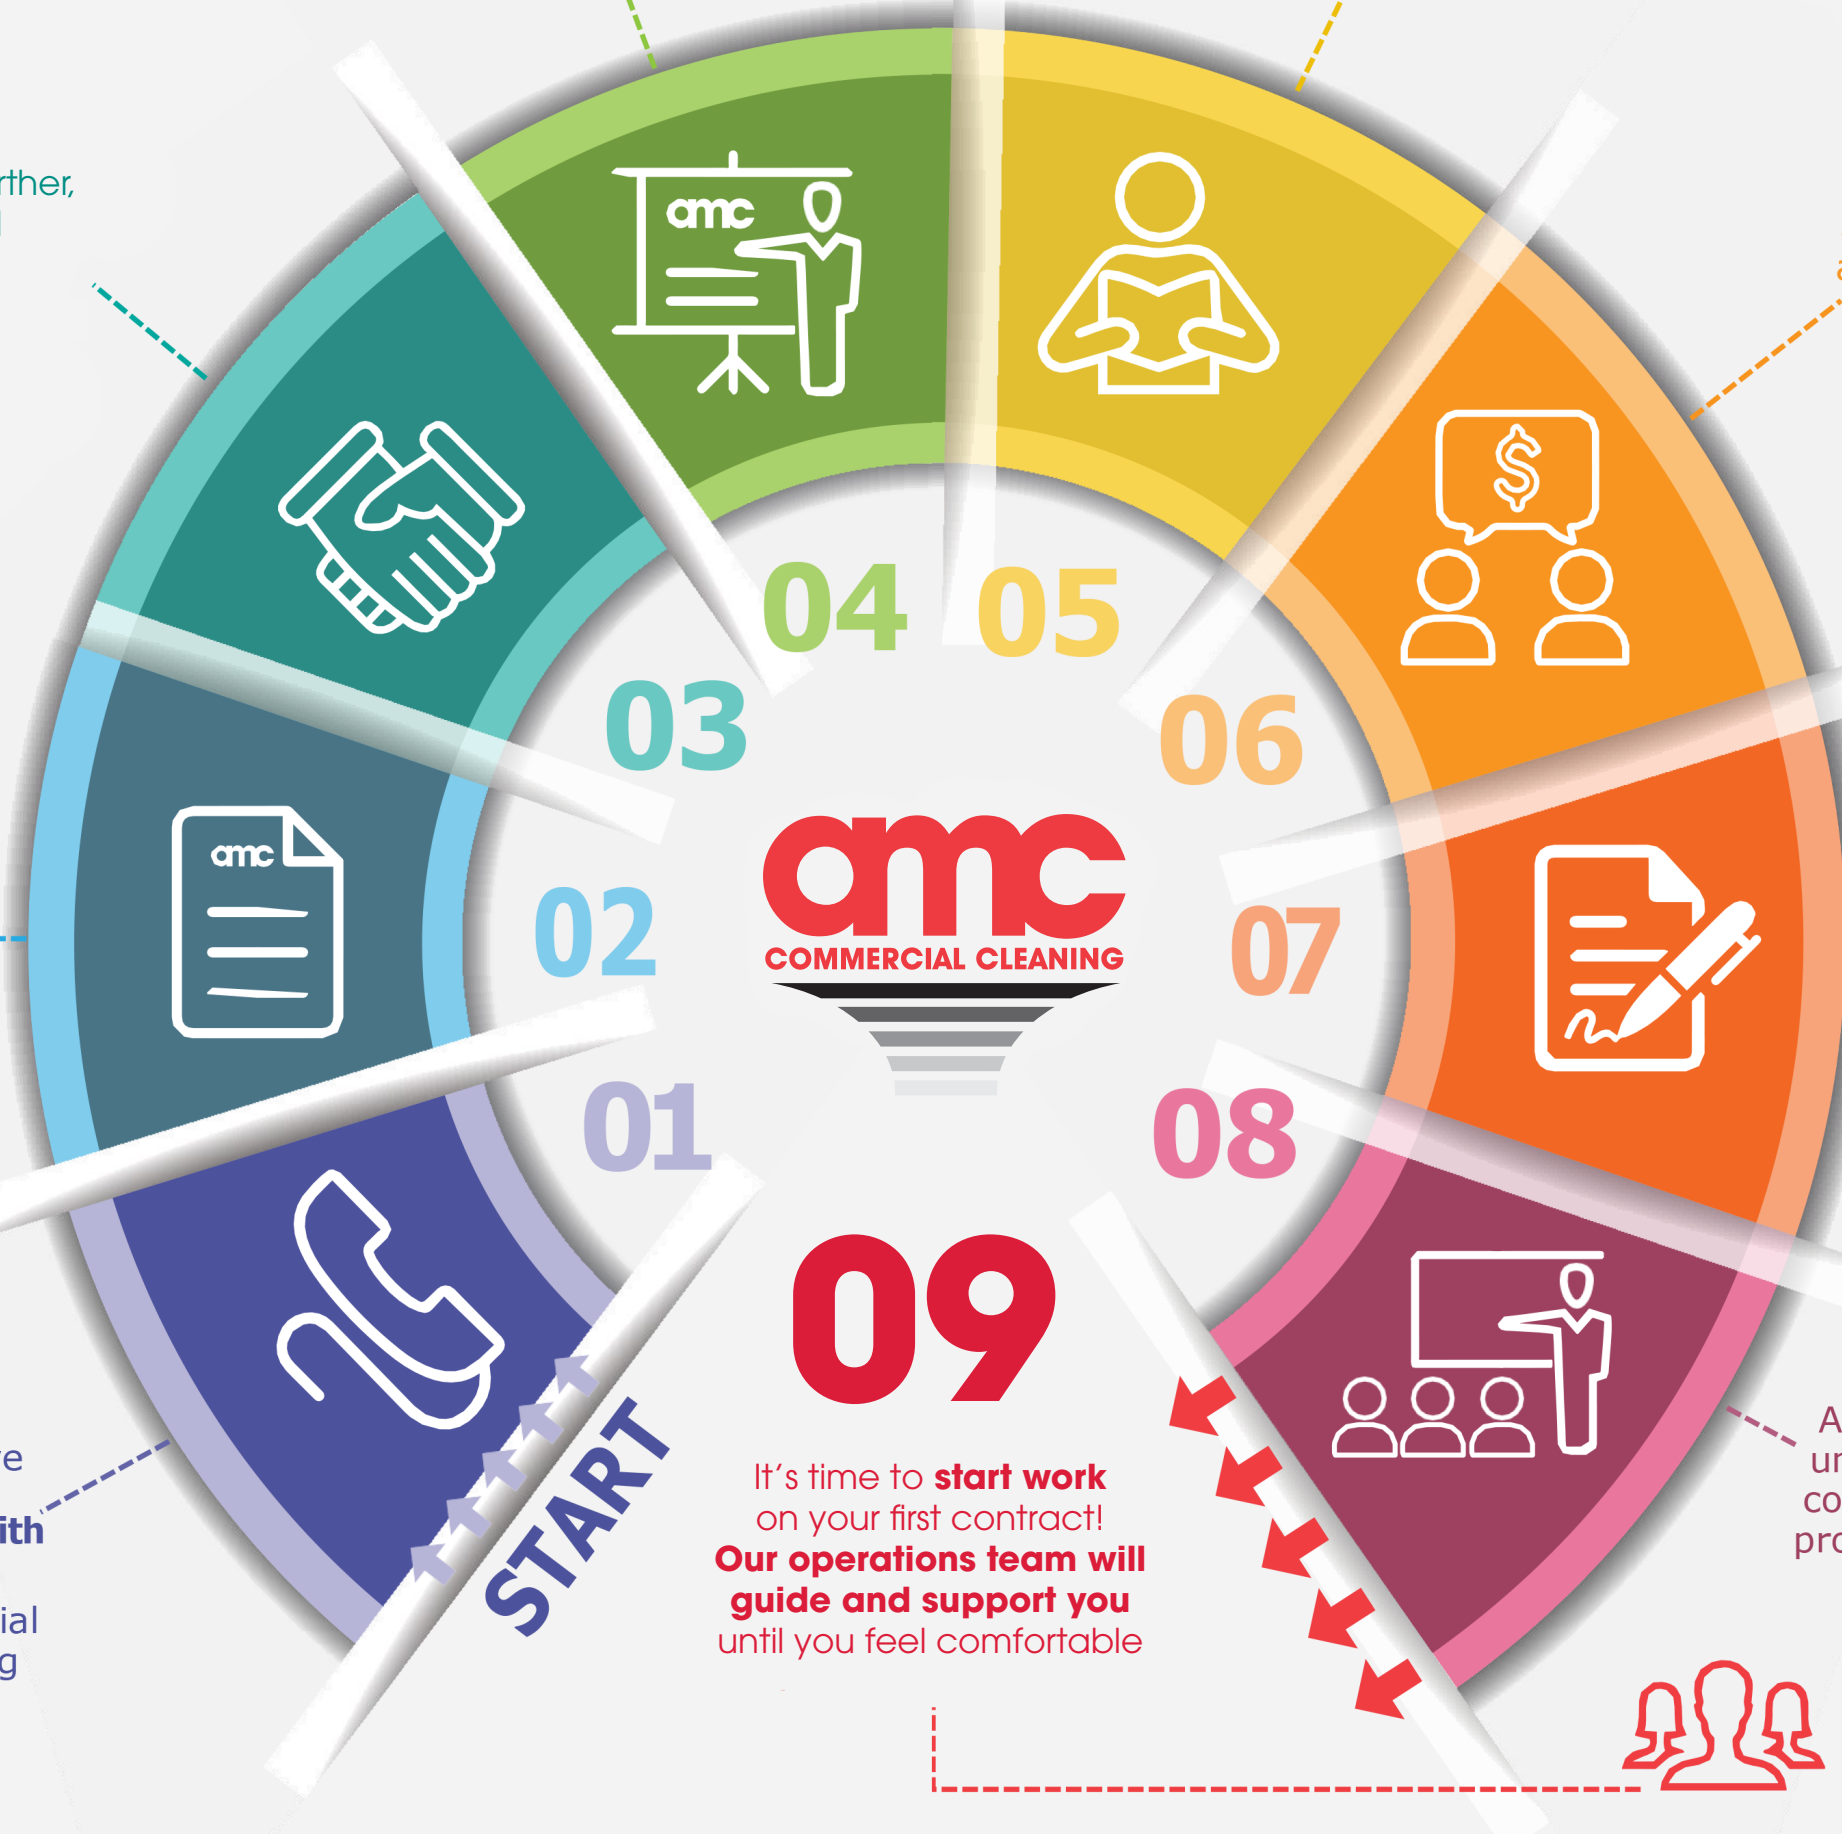 rther,
amc
04
05
03
06
amc
02
amc
COMMERCIAL CLEANING
07
01
08
START
09
It's time to start work
on your first contract!
Our operations team will
guide and support you
until you feel comfortable
ith
ial
g
A
co
pro
$